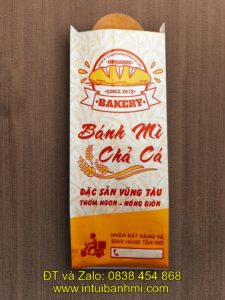 ORGANIC
SINCE 2012
BAKERY
Bánh Mì
Chả Cá
ĐẶC SẢN VŨNG TÀU
THƠM NGON - NÓNG GIÒN
NHẬN ĐẶT HÀNG VÀ
GIAO HÀNG TẬN NƠI
ĐT và Zalo: 0838 454 868
www.intuibanhmi.com